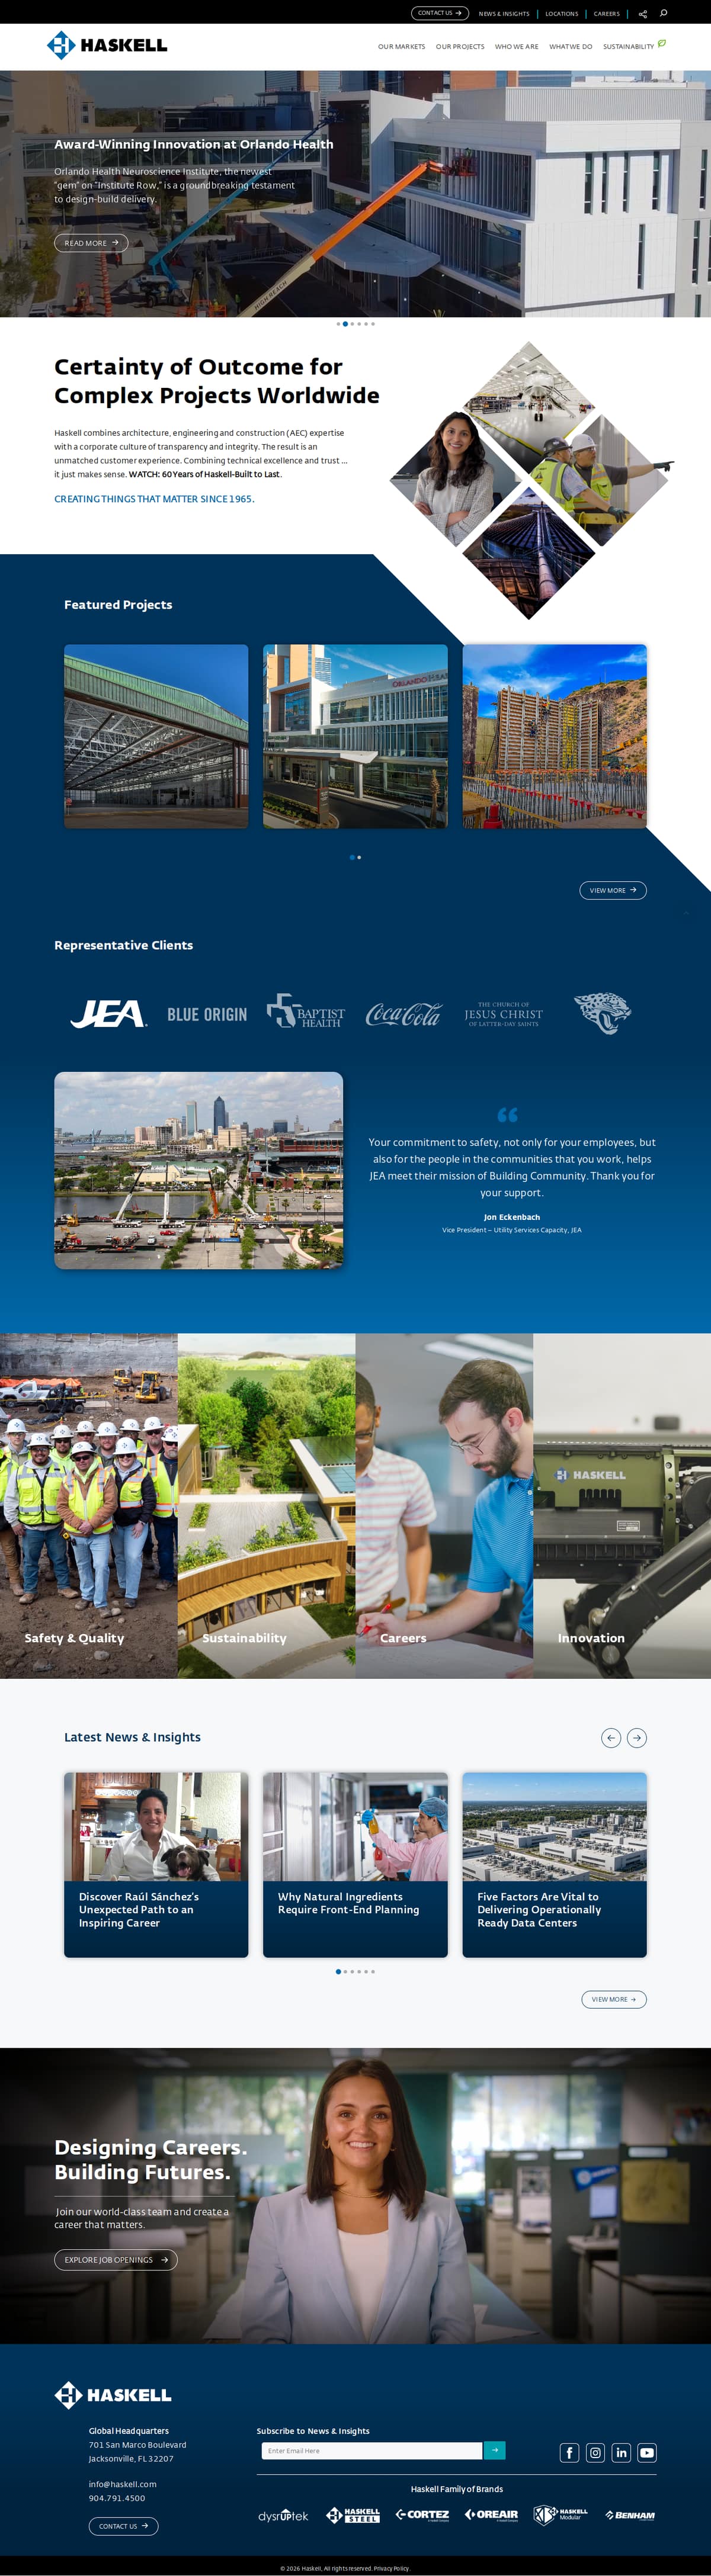 CONTACT US
NEWS & INSIGHTS
LOCATIONS
CAREERS
HASKELL
OUR MARKETS
OUR PROJECTS
WHO WE ARE
WHAT WE DO
SUSTAINABILITY
Award-Winning Innovation at Orlando Health
Orlando Health Neuroscience Institute, the newest
"gem" on "Institute Row," is a groundbreaking testament
to design-build delivery.
READ MORE
HIGH REACH
Certainty of Outcome for
Complex Projects Worldwide
Haskell combines architecture, engineering and construction (AEC) expertise
with a corporate culture of transparency and integrity. The result is an
unmatched customer experience. Combining technical excellence and trust ...
it just makes sense. WATCH: 60 Years of Haskell-Built to Last.
CREATING THINGS THAT MATTER SINCE 1965.
Featured Projects
VIEW MORE
Representative Clients
JEA
BLUE ORIGIN
BAPTIST
HEALTH
Coca-Cola
THE CHURCH OF
JESUS CHRIST
OF LATTER-DAY SAINTS
Your commitment to safety, not only for your employees, but
also for the people in the communities that you work, helps
JEA meet their mission of Building Community. Thank you for
your support.
Jon Eckenbach
Vice President – Utility Services Capacity, JEA
HASKELL
Safety & Quality
Sustainability
Careers
Innovation
Latest News & Insights
Discover Raúl Sánchez's
Unexpected Path to an
Inspiring Career
Why Natural Ingredients
Require Front-End Planning
Five Factors Are Vital to
Delivering Operationally
Ready Data Centers
VIEW MORE
Designing Careers.
Building Futures.
Join our world-class team and create a
career that matters.
EXPLORE JOB OPENINGS
HASKELL
Global Headquarters
701 San Marco Boulevard
Jacksonville, FL 32207
info@haskell.com
904.791.4500
CONTACT US
Subscribe to News & Insights
Enter Email Here
Haskell Family of Brands
dysrUPtek
HASKELL
STEEL
CORTEZ
OREAIR
HASKELL
Modular
BENHAM
© 2026 Haskell, All rights reserved. Privacy Policy.